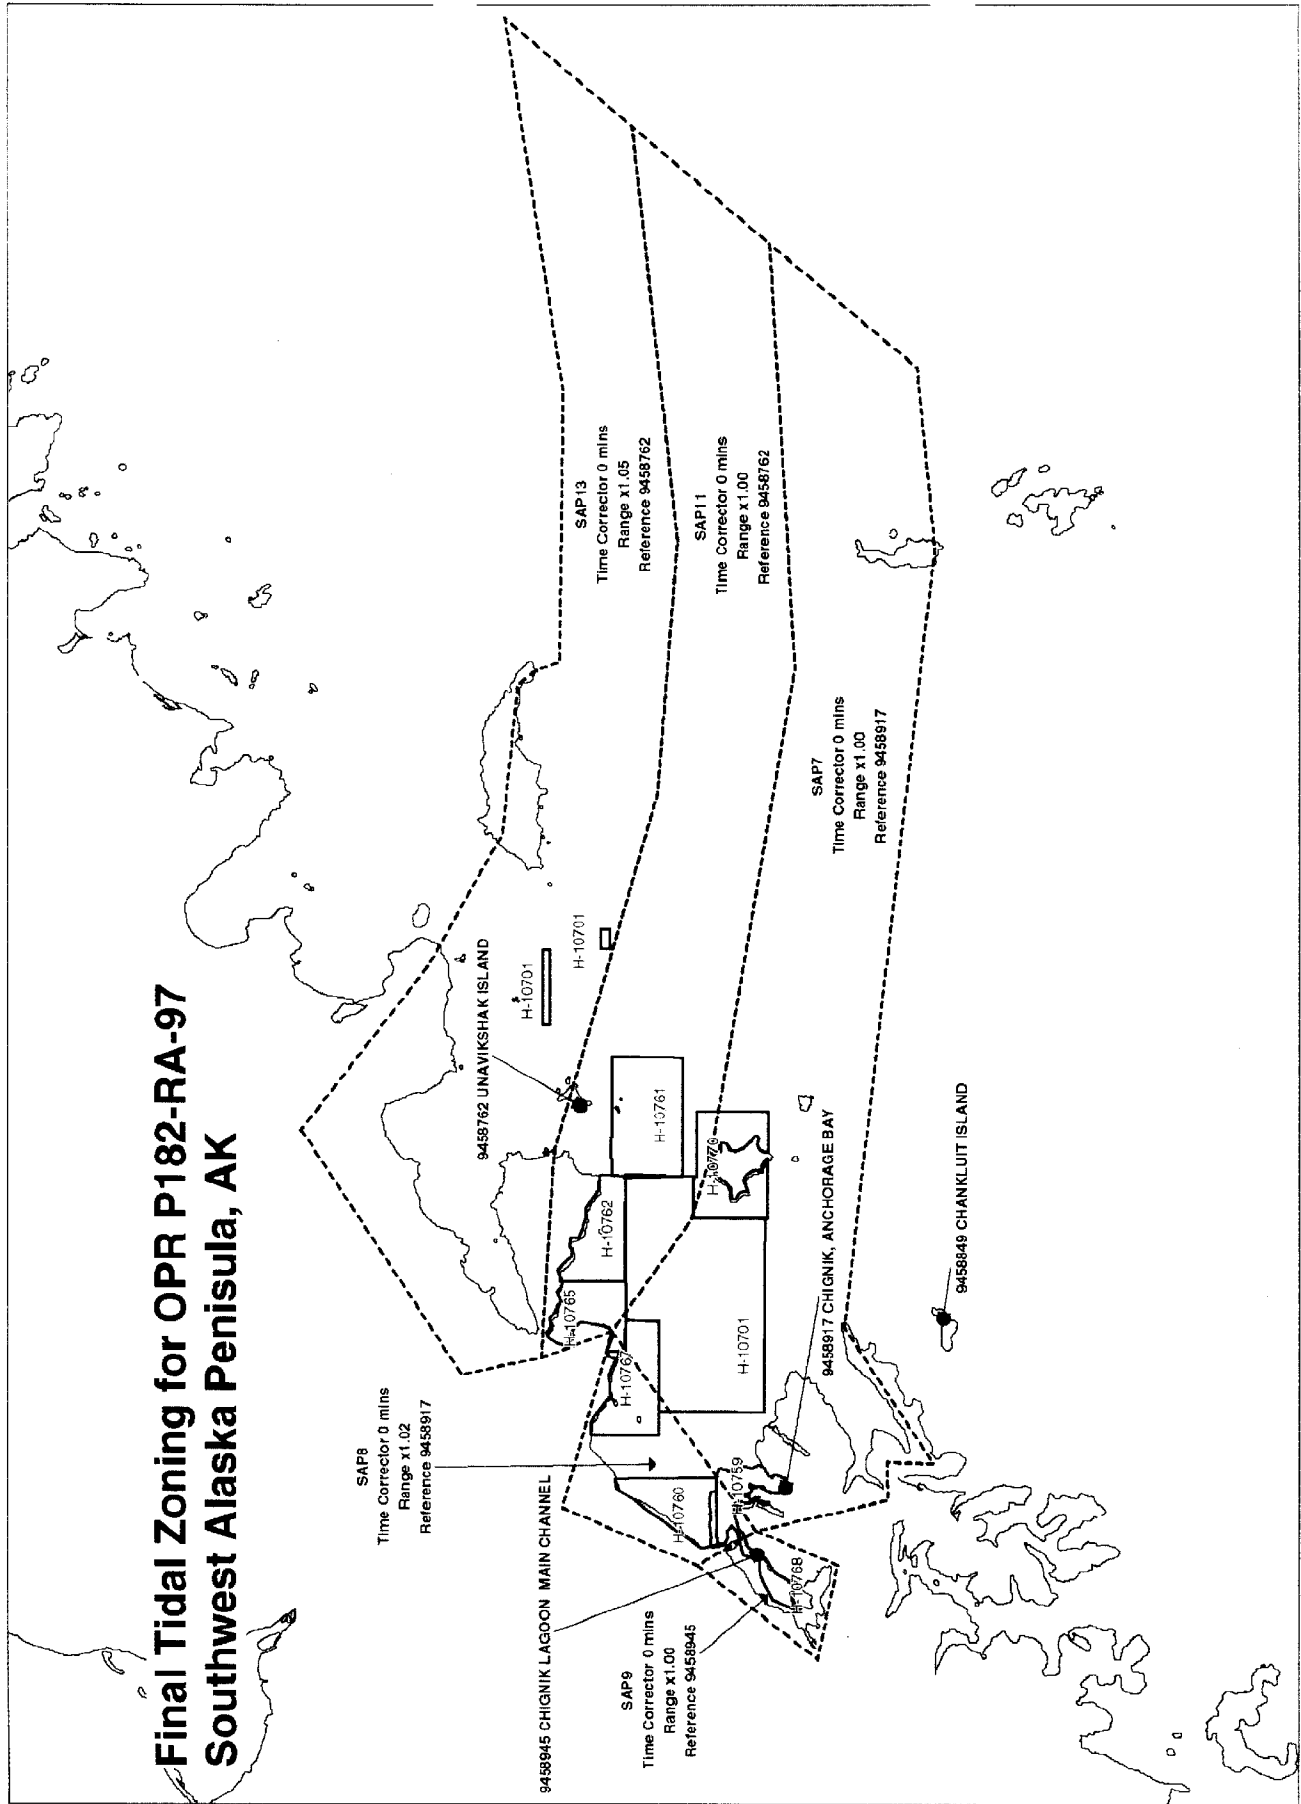 Final Tidal Zoning for OPR P182-RA-97
Southwest Alaska Penisula, AK
SAP13
Time Corrector 0 mins
Range x1.05
Reference 9458762
SAP11
Time Corrector 0 mins
Range x1.00
Reference 9458762
SAP7
Time Corrector 0 mins
Range x1.00
Reference 9458917
SAP8
Time Corrector 0 mins
Range x1.02
Reference 9458917
SAP9
Time Corrector 0 mins
Range x1.00
Reference 9458945
9458762 UNAVIKSHAK ISLAND
9458945 CHIGNIK LAGOON MAIN CHANNEL
9458917 CHIGNIK, ANCHORAGE BAY
9458849 CHANKLUIT ISLAND
H-10701
H-10701
H-10761
H-10770
H-10762
H-10765
H-10767
H-10701
H-10760
H-10759
H-10768